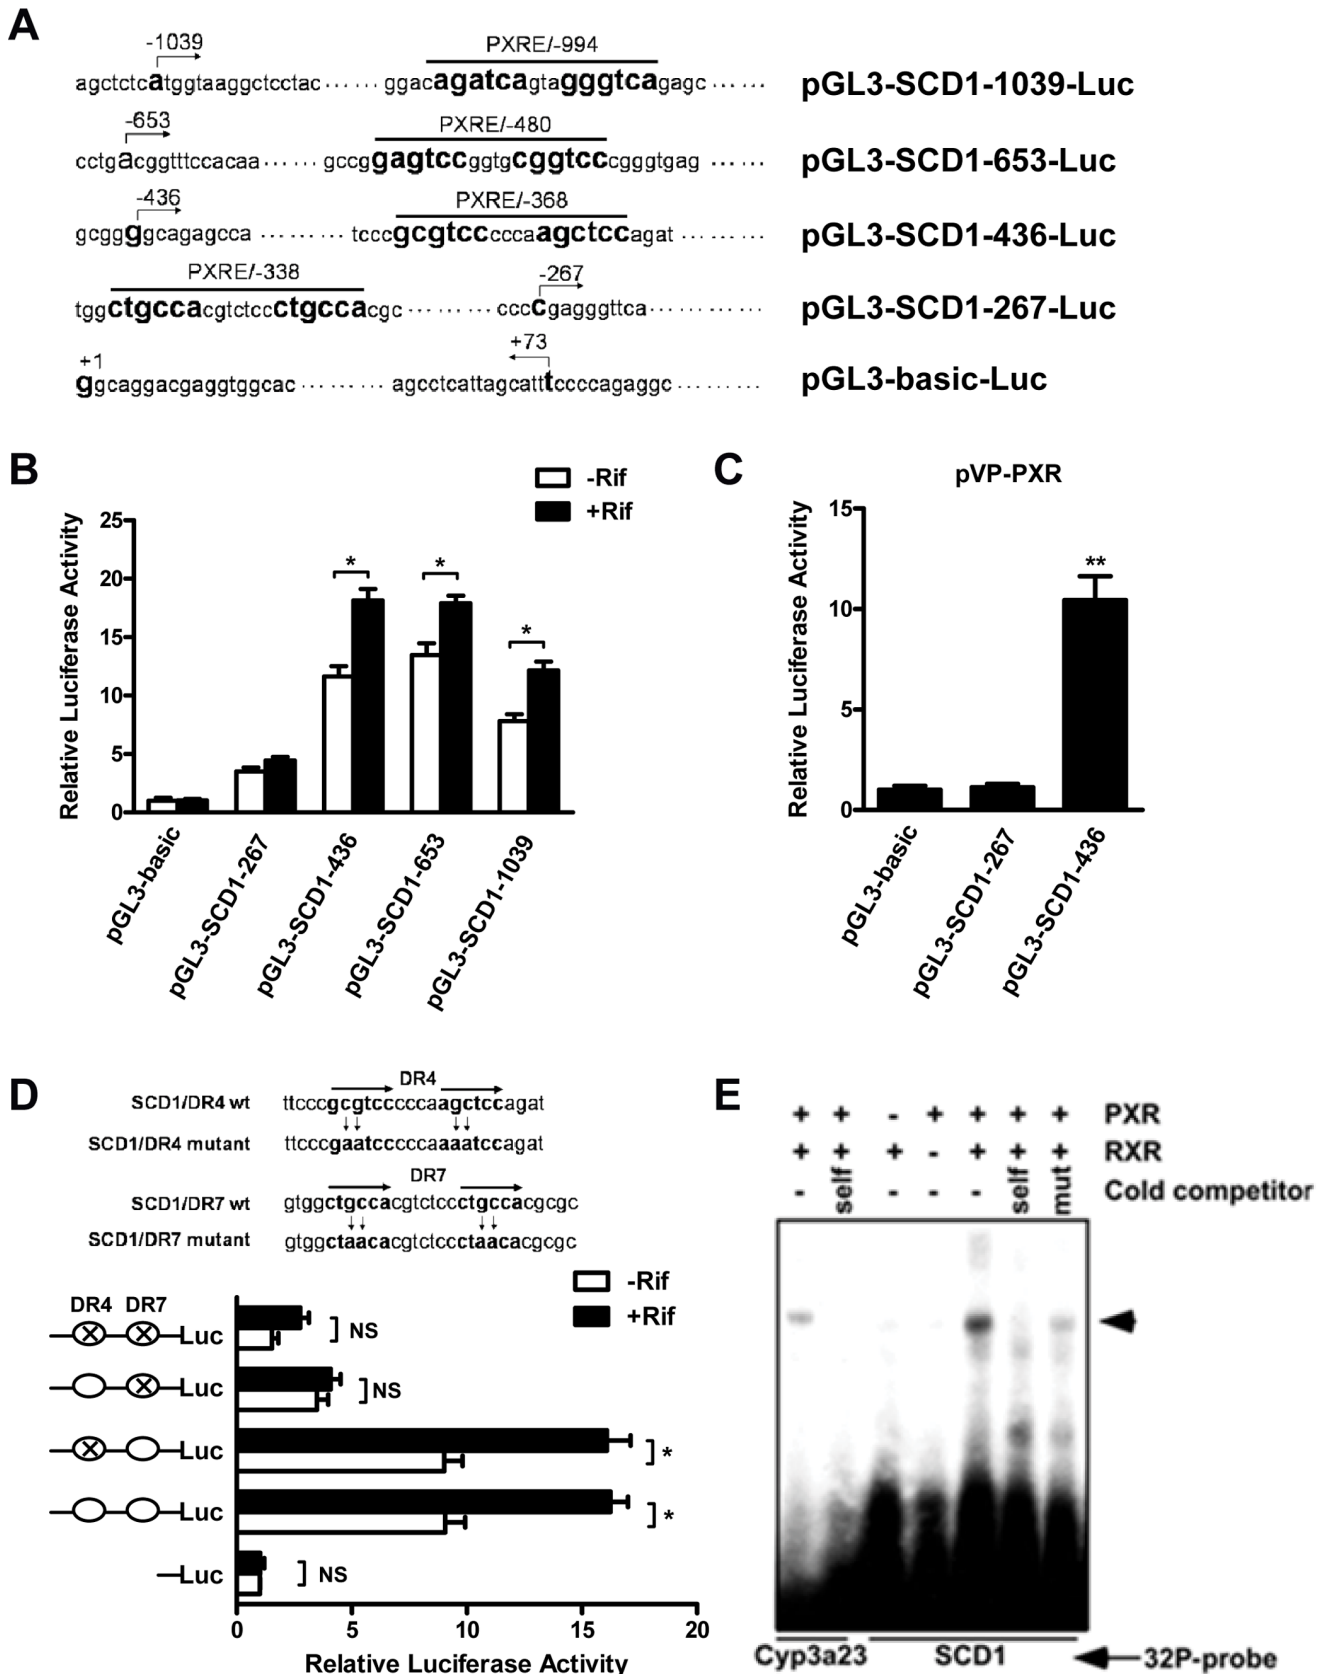 A
-1039
PXRE/-994
agctctcatggtaaggctcctac······ ggacagatcagtagggtcagagc ······
pGL3-SCD1-1039-Luc
-653
PXRE/-480
cctgacggtttccacaa ······ gccggagtccggtgcggtcccgggtgag ······
pGL3-SCD1-653-Luc
-436
PXRE/-368
gcgggggcagagcca ·········· tcccgcgtcccccaagctccagat ·········
pGL3-SCD1-436-Luc
PXRE/-338
-267
tggctgccacgtctccctgccacgc ·········· ccccgagggttca ············
pGL3-SCD1-267-Luc
+1
+73
ggcaggacgaggtggcac ·········· agcctcattagcatttccccagaggc ·········
pGL3-basic-Luc
B
-Rif
+Rif
Relative Luciferase Activity
25
20
15
10
5
0
*
*
*
pGL3-basic
pGL3-SCD1-267
pGL3-SCD1-436
pGL3-SCD1-653
pGL3-SCD1-1039
C
pVP-PXR
Relative Luciferase Activity
15
10
5
0
**
pGL3-basic
pGL3-SCD1-267
pGL3-SCD1-436
D
DR4
SCD1/DR4 wt ttcccgcgtcccccaagctccagat
SCD1/DR4 mutant ttcccgaatcccccaaaatccagat
DR7
SCD1/DR7 wt gtggctgccacgtctccctgccacgcgc
SCD1/DR7 mutant gtggctaacacgtctccctaacacgcgc
-Rif
+Rif
DR4 DR7
Luc NS
Luc NS
Luc *
Luc *
Luc NS
0 5 10 15 20
Relative Luciferase Activity
E
+ + - + + + + PXR
+ + + - + + + RXR
- self - - - self mut Cold competitor
Cyp3a23 SCD1 32P-probe